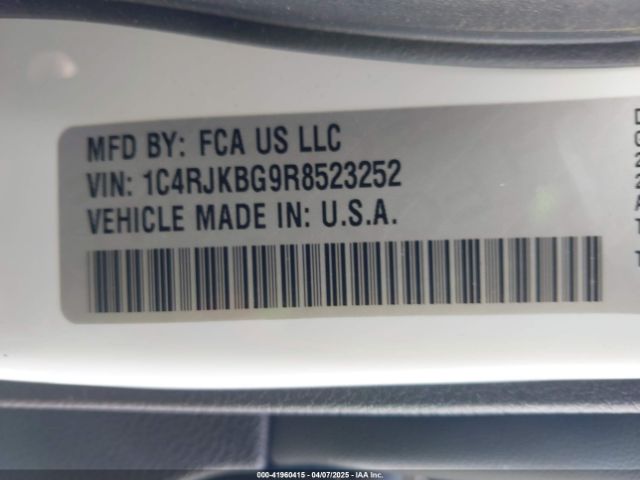 MFD BY: FCA US LLC
VIN: 1C4RJKBG9R8523252
VEHICLE MADE IN: U.S.A.
000-41960415 - 04/07/2025 - IAA Inc.